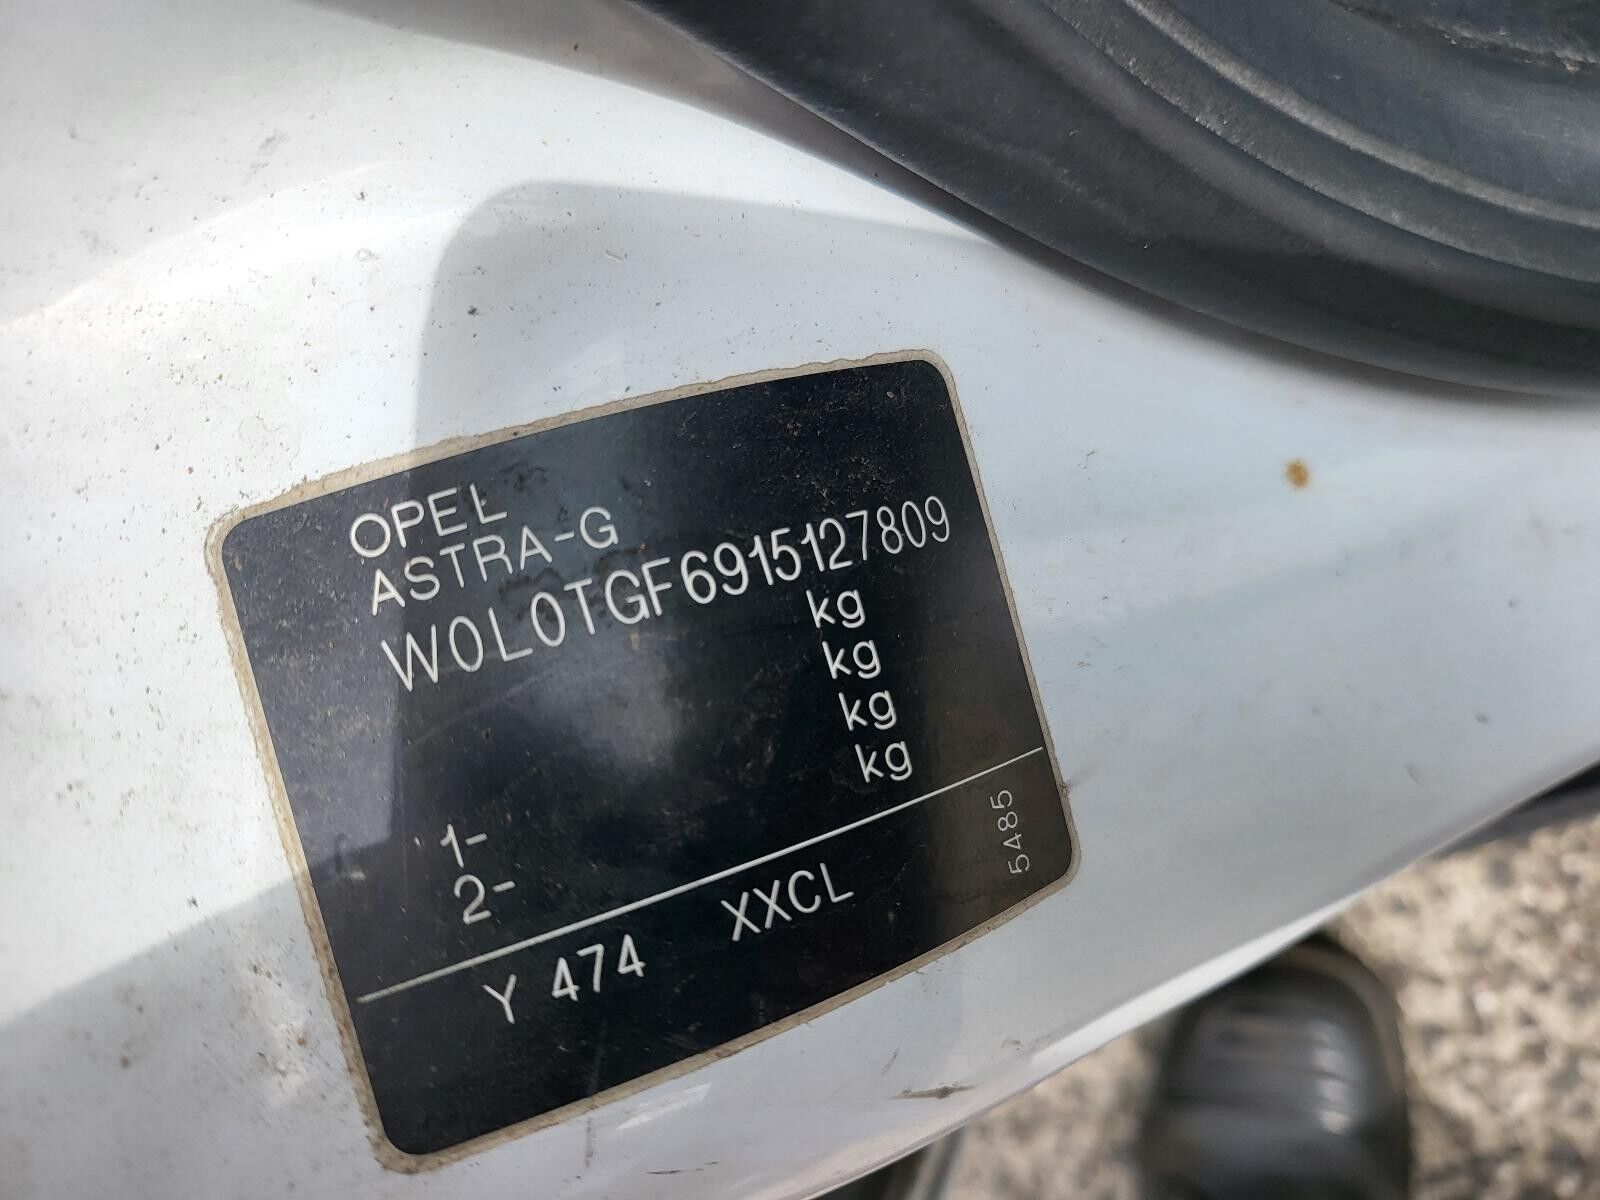 OPEL
ASTRA-G
W0L0TGF6915127809
kg
kg
kg
1- kg
2-
Y 474 XXCL
5485